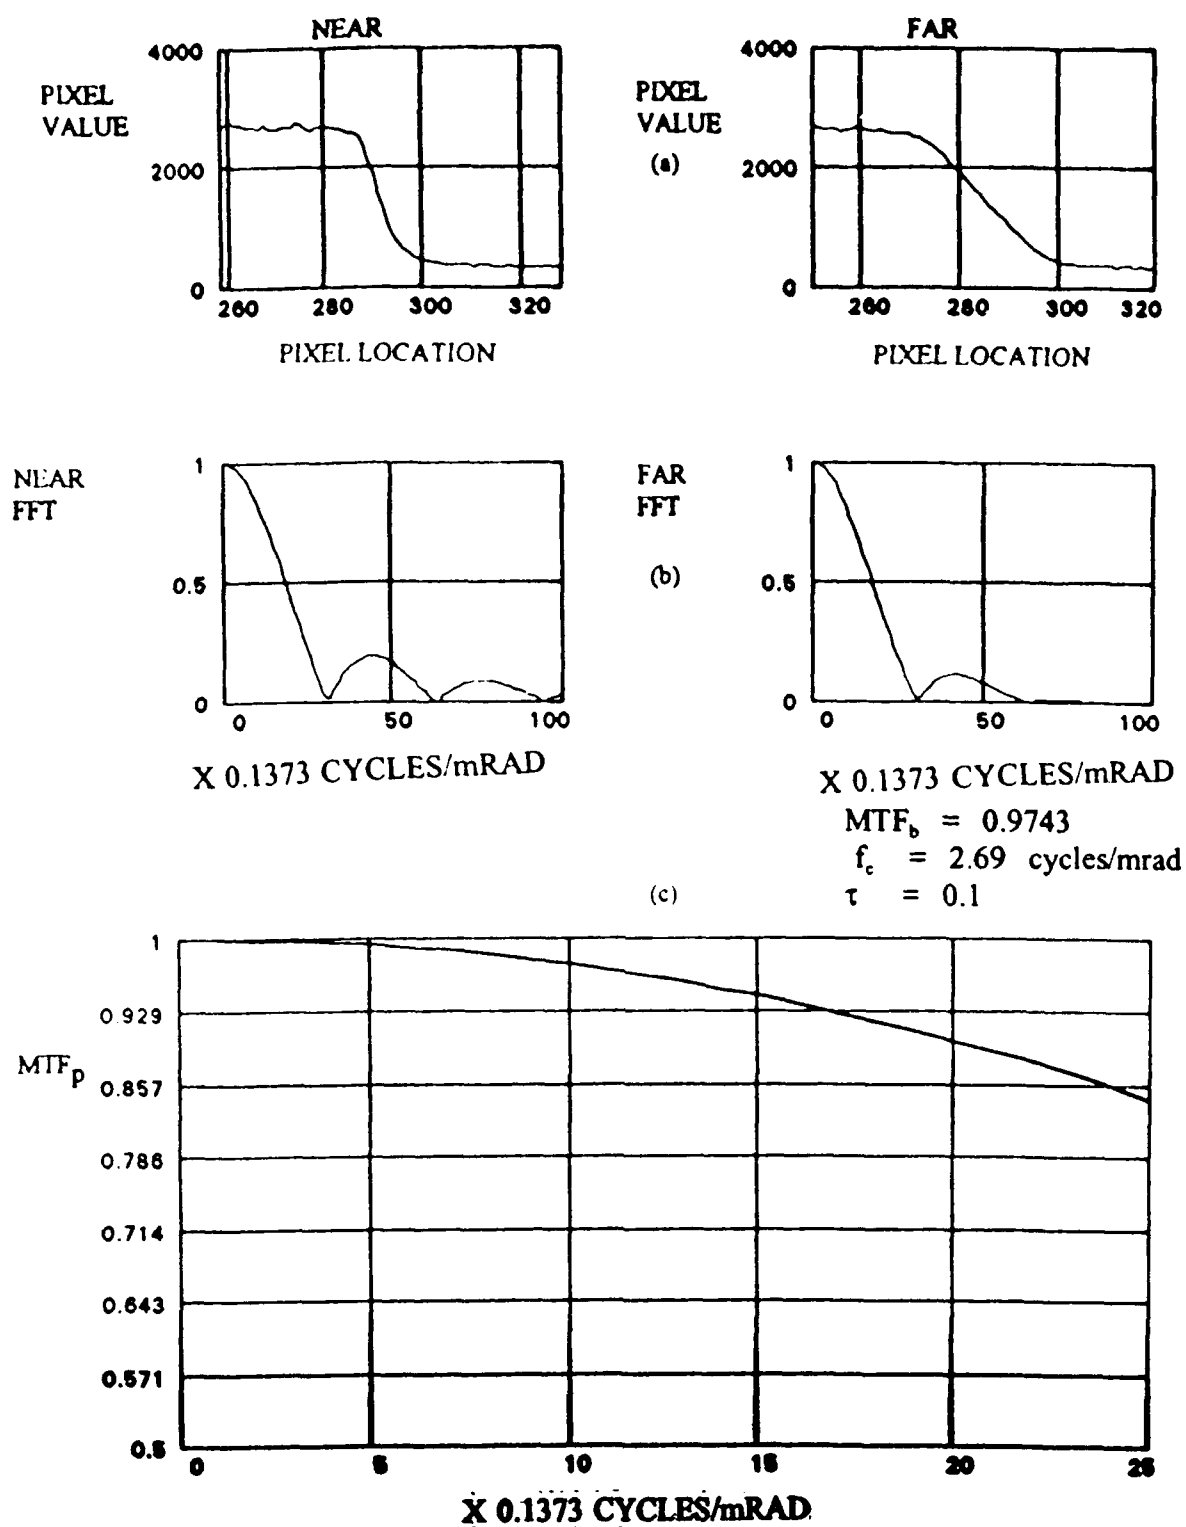 NEAR
4000
PIXEL
VALUE
2000
0
260 280 300 320
PIXEL LOCATION
FAR
4000
PIXEL
VALUE
(a)
2000
0
260 280 300 320
PIXEL LOCATION
NEAR
FFT
1
0.5
0
0 50 100
X 0.1373 CYCLES/mRAD
FAR
FFT
(b)
1
0.5
0
0 50 100
X 0.1373 CYCLES/mRAD
MTF_b = 0.9743
f_c = 2.69 cycles/mrad
τ = 0.1
(c)
1
0.929
MTF_p
0.857
0.786
0.714
0.643
0.571
0.5
0 5 10 15 20 25
X 0.1373 CYCLES/mRAD